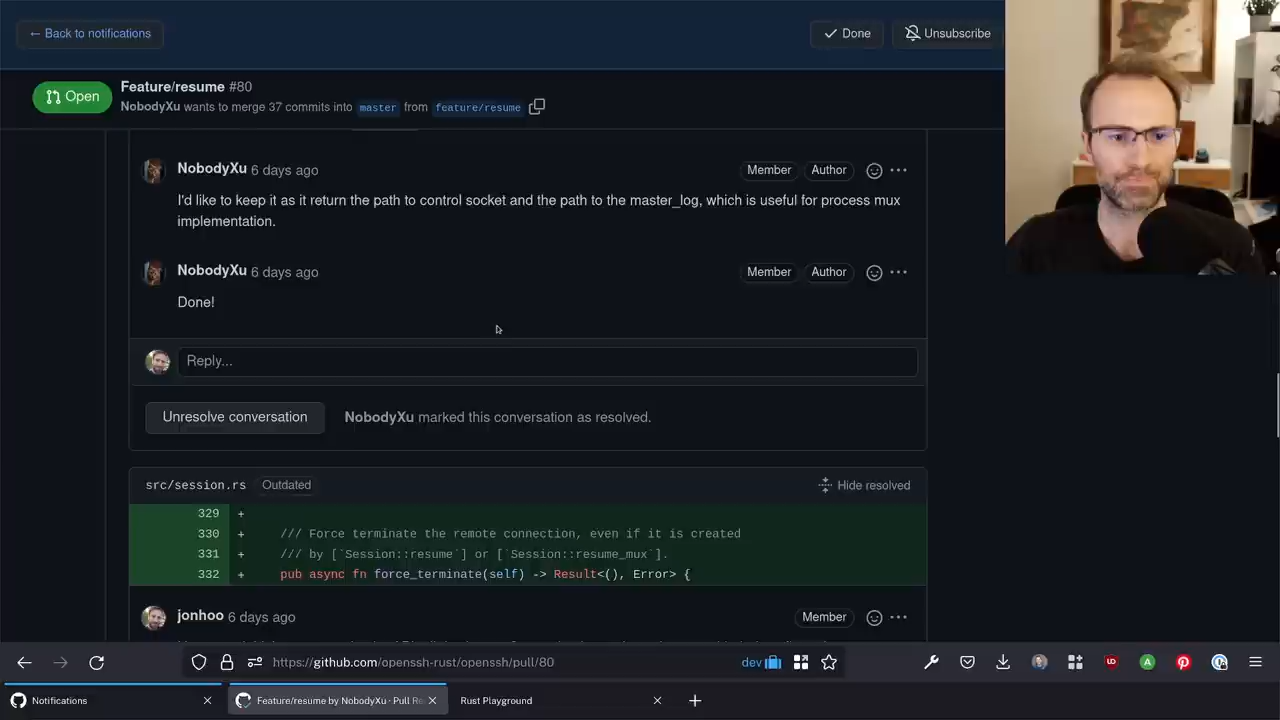 ← Back to notifications
Done
Unsubscribe
Open
Feature/resume #80
NobodyXu wants to merge 37 commits into master from feature/resume
NobodyXu 6 days ago
Member
Author
I'd like to keep it as it return the path to control socket and the path to the master_log, which is useful for process mux
implementation.
NobodyXu 6 days ago
Member
Author
Done!
Reply...
Unresolve conversation
NobodyXu marked this conversation as resolved.
src/session.rs
Outdated
Hide resolved
329 +
330 + /// Force terminate the remote connection, even if it is created
331 + /// by [`Session::resume`] or [`Session::resume_mux`].
332 + pub async fn force_terminate(self) -> Result<(), Error> {
jonhoo 6 days ago
Member
https://github.com/openssh-rust/openssh/pull/80
dev
Notifications
Feature/resume by NobodyXu · Pull Re
Rust Playground